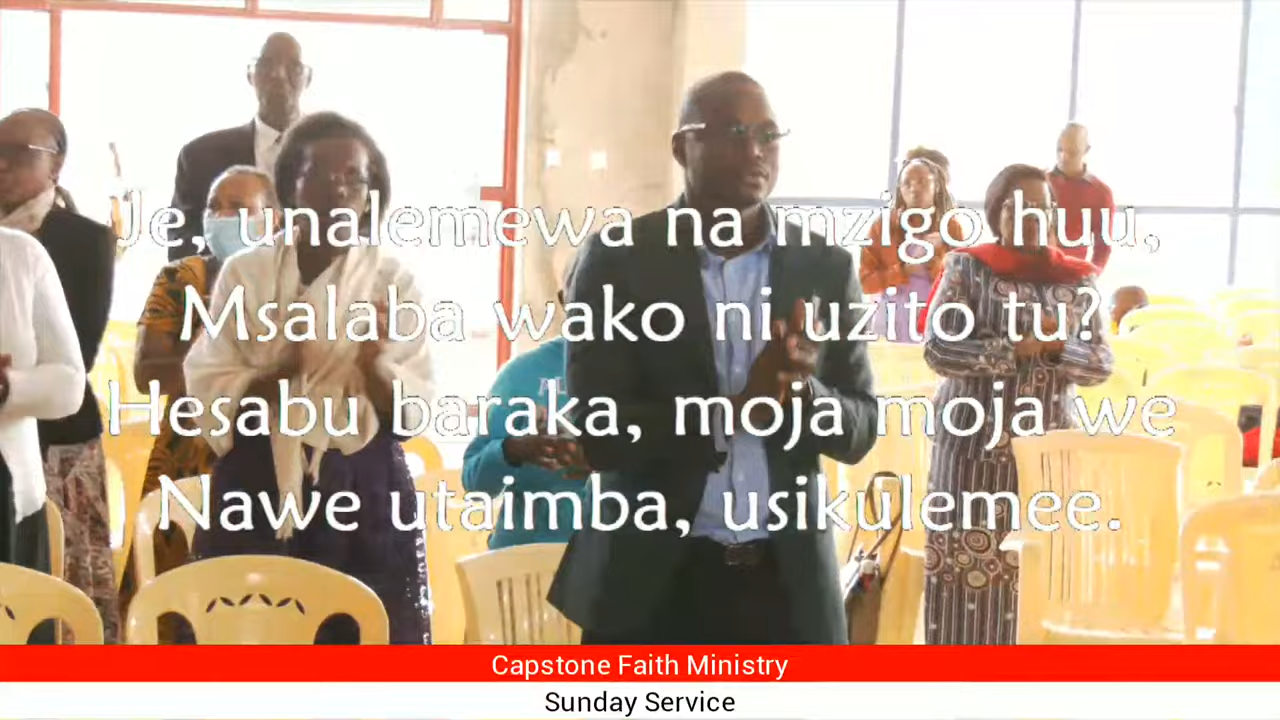 Je, unalemewa na mzigo huu,
Msalaba wako ni uzito tu?
Hesabu baraka, moja moja we
Nawe utaimba, usikulemee.
Capstone Faith Ministry
Sunday Service